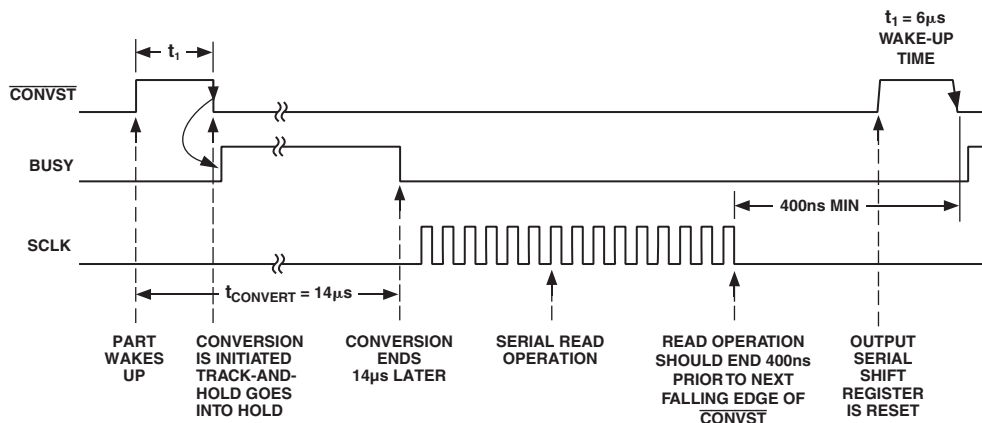 t1 = 6µs
WAKE-UP
TIME
t1
CONVST
BUSY
400ns MIN
SCLK
tCONVERT = 14µs
PART
WAKES
UP
CONVERSION
IS INITIATED
TRACK-AND-
HOLD GOES
INTO HOLD
CONVERSION
ENDS
14µs LATER
SERIAL READ
OPERATION
READ OPERATION
SHOULD END 400ns
PRIOR TO NEXT
FALLING EDGE OF
CONVST
OUTPUT
SERIAL
SHIFT
REGISTER
IS RESET